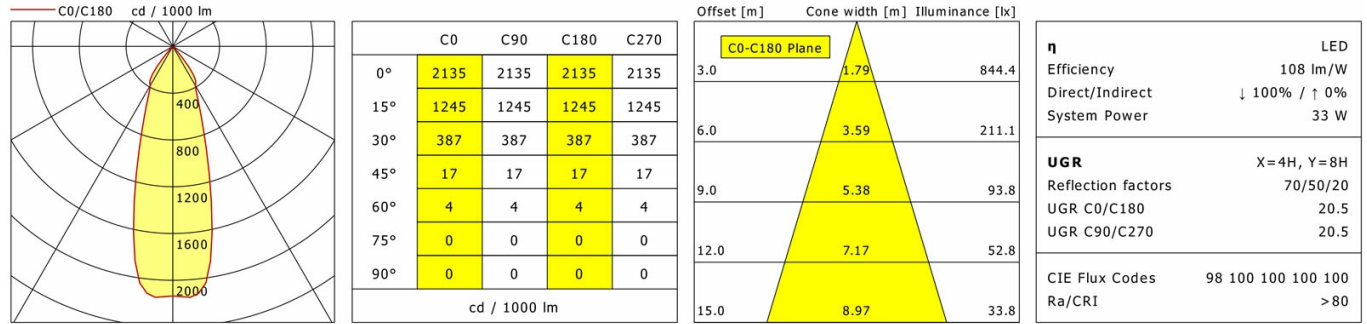 C0/C180 cd / 1000 lm
400
800
1200
1600
2000
C0 C90 C180 C270
0° 2135 2135 2135 2135
15° 1245 1245 1245 1245
30° 387 387 387 387
45° 17 17 17 17
60° 4 4 4 4
75° 0 0 0 0
90° 0 0 0 0
cd / 1000 lm
Offset [m] Cone width [m] Illuminance [lx]
C0-C180 Plane
3.0 1.79 844.4
6.0 3.59 211.1
9.0 5.38 93.8
12.0 7.17 52.8
15.0 8.97 33.8
η LED
Efficiency 108 lm/W
Direct/Indirect ↓ 100% / ↑ 0%
System Power 33 W
UGR X=4H, Y=8H
Reflection factors 70/50/20
UGR C0/C180 20.5
UGR C90/C270 20.5
CIE Flux Codes 98 100 100 100 100
Ra/CRI >80